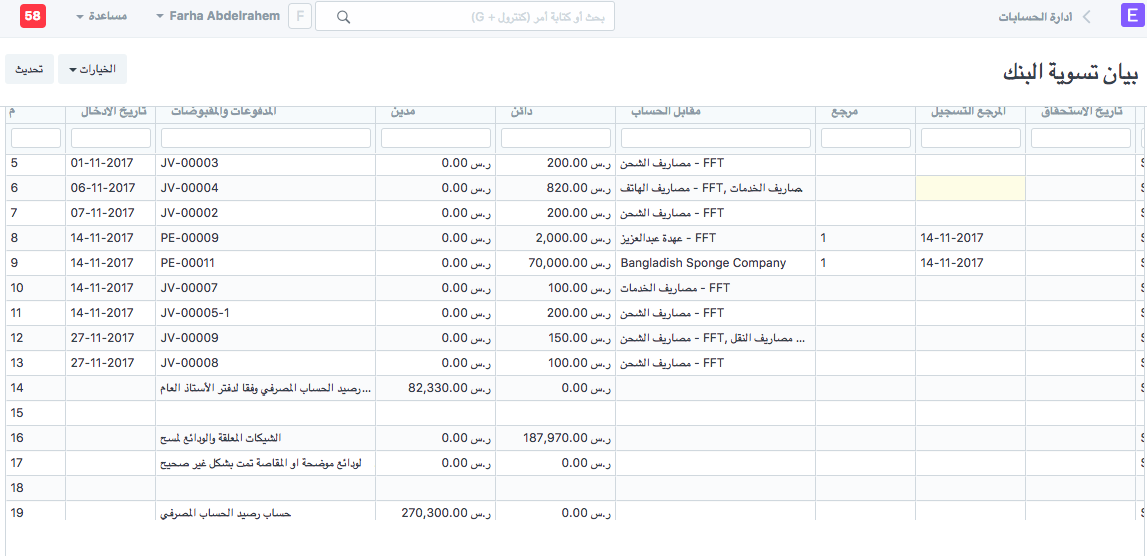 58 مساعدة Farha Abdelrahem F بحث أو كتابة أمر (كنترول + G) ادارة الحسابات E
بيان تسوية البنك
الخيارات تحديث
م تاريخ الادخال المدفوعات والمقبوضات مدين دائن مقابل الحساب مرجع المرجع التسجيل تاريخ الاستحقاق
5 01-11-2017 JV-00003 ر.س 0.00 ر.س 200.00 مصاريف الشحن - FFT
6 06-11-2017 JV-00004 ر.س 0.00 ر.س 820.00 مصاريف الهاتف - FFT, صاريف الخدمات
7 07-11-2017 JV-00002 ر.س 0.00 ر.س 200.00 مصاريف الشحن - FFT
8 14-11-2017 PE-00009 ر.س 0.00 ر.س 2,000.00 عهدة عبدالعزيز - FFT 1 14-11-2017
9 14-11-2017 PE-00011 ر.س 0.00 ر.س 70,000.00 Bangladish Sponge Company 1 14-11-2017
10 14-11-2017 JV-00007 ر.س 0.00 ر.س 100.00 مصاريف الخدمات - FFT
11 14-11-2017 JV-00005-1 ر.س 0.00 ر.س 200.00 مصاريف الشحن - FFT
12 27-11-2017 JV-00009 ر.س 0.00 ر.س 150.00 مصاريف الشحن - FFT, مصاريف النقل ...
13 27-11-2017 JV-00008 ر.س 0.00 ر.س 100.00 مصاريف الشحن - FFT
14 رصيد الحساب المصرفي وفقا لدفتر الأستاذ العام... ر.س 82,330.00 ر.س 0.00
15
16 الشيكات المعلقة والودائع لمسح ر.س 0.00 ر.س 187,970.00
17 لودائع موضحة او المقاصة تمت بشكل غير صحيح ر.س 0.00 ر.س 0.00
18
19 حساب رصيد الحساب المصرفي ر.س 270,300.00 ر.س 0.00